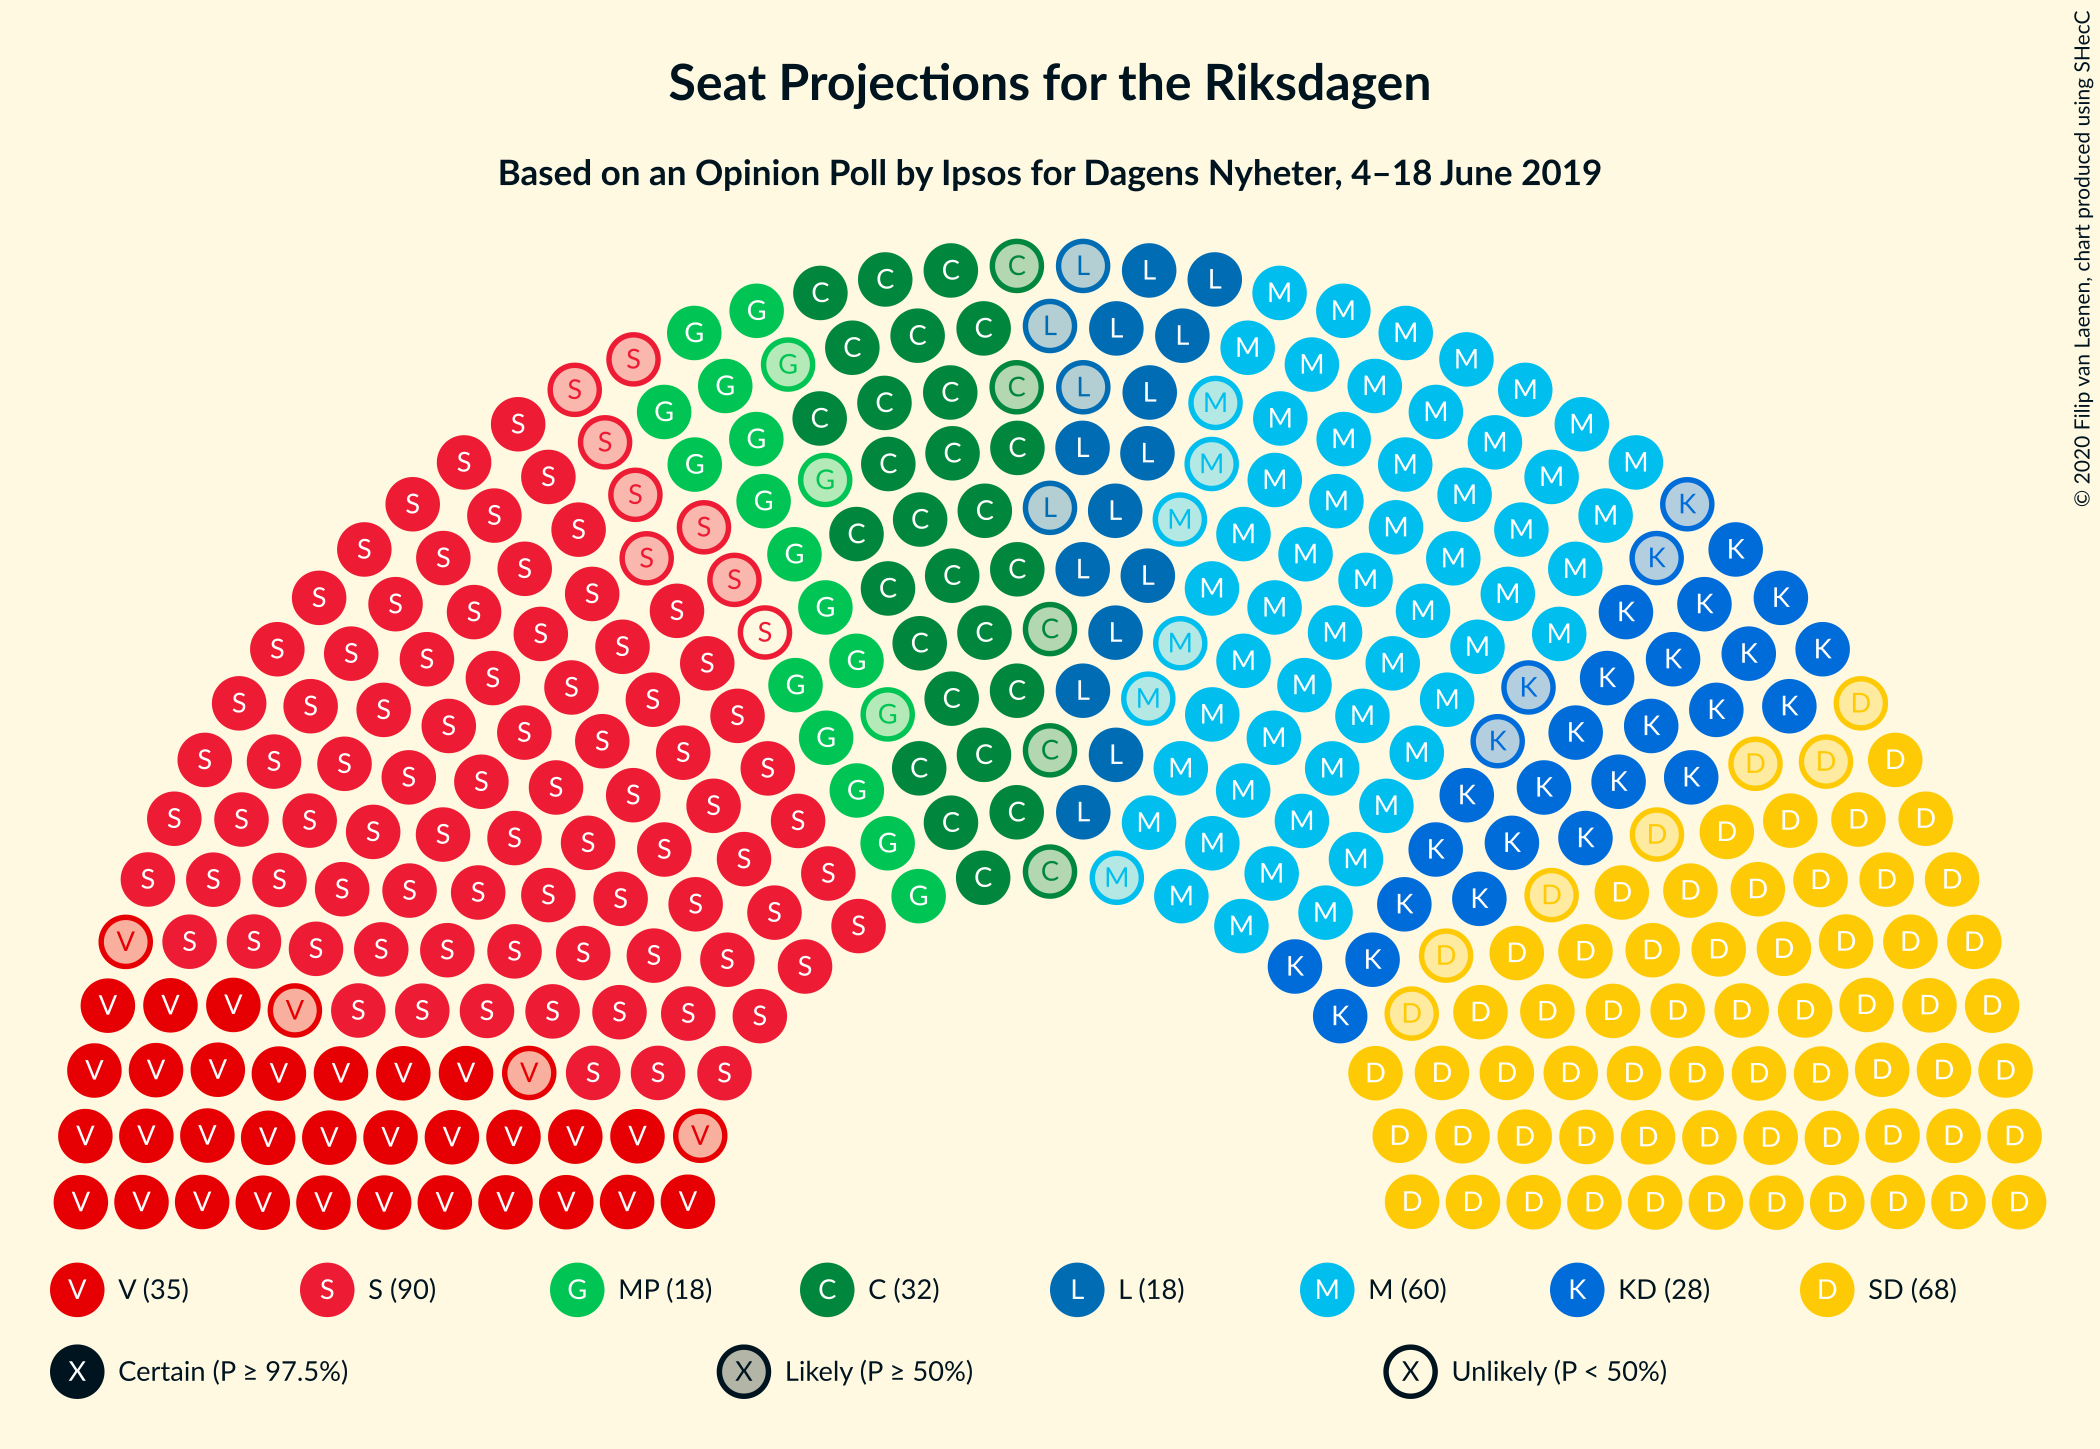 Seat Projections for the Riksdagen
Based on an Opinion Poll by Ipsos for Dagens Nyheter, 4–18 June 2019
© 2020 Filip van Laenen, chart produced using SHecC
V V (35) S S (90) G MP (18) C C (32) L L (18) M M (60) K KD (28) D SD (68)
X Certain (P ≥ 97.5%) X Likely (P ≥ 50%) X Unlikely (P < 50%)